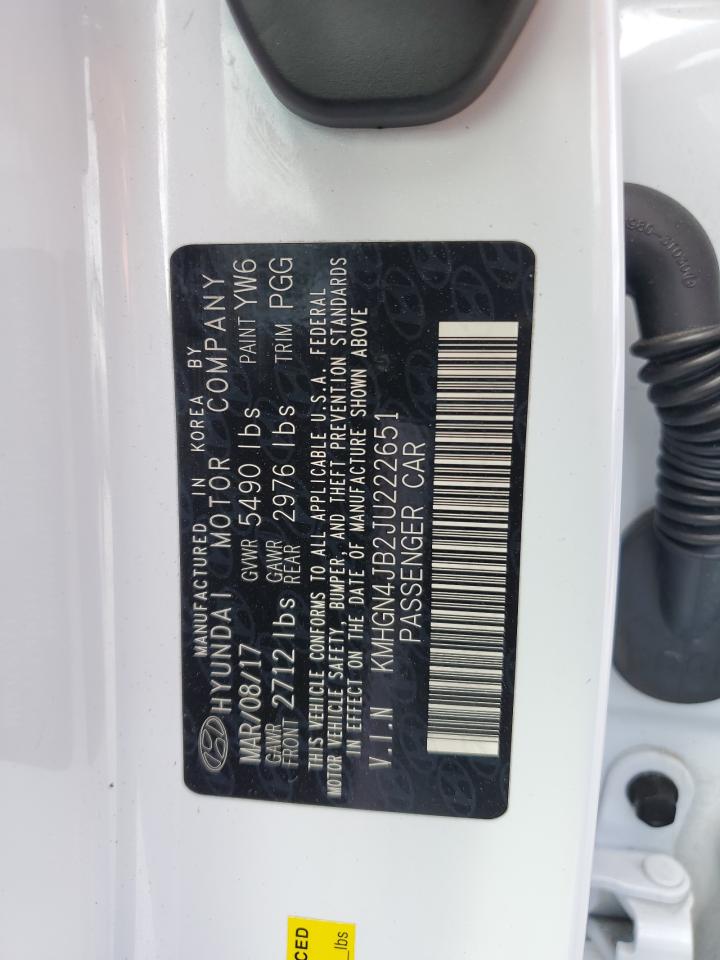 MANUFACTURED IN KOREA BY
HYUNDAI MOTOR COMPANY
MAR/08/17 GVWR 5490 lbs PAINT YW6
GAWR FRONT 2712 lbs GAWR REAR 2976 lbs TRIM PGG
THIS VEHICLE CONFORMS TO ALL APPLICABLE U.S.A. FEDERAL
MOTOR VEHICLE SAFETY, BUMPER, AND THEFT PREVENTION STANDARDS
IN EFFECT ON THE DATE OF MANUFACTURE SHOWN ABOVE
V.I.N KMHGN4JB2JU222651
PASSENGER CAR
CED
lbs